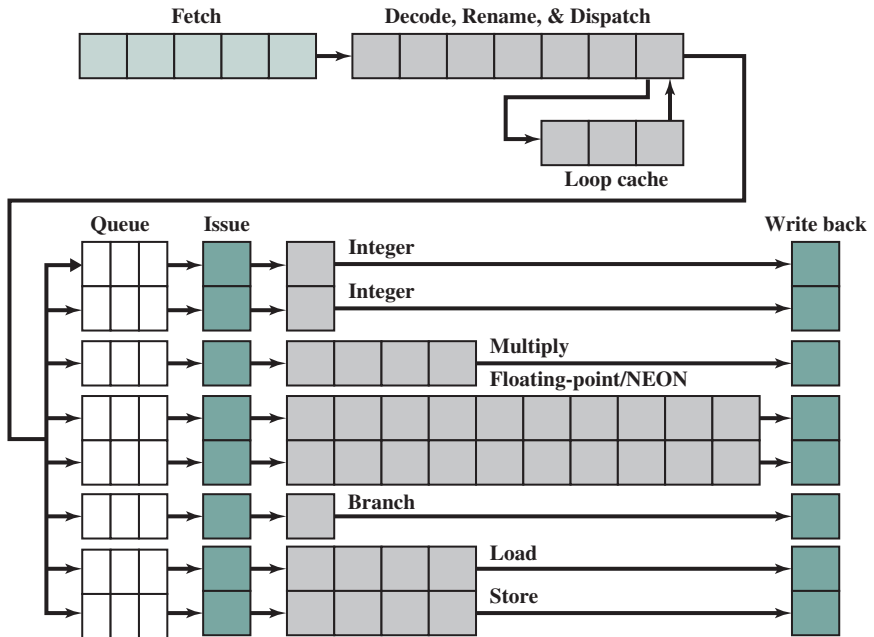 Fetch
Decode, Rename, & Dispatch
Loop cache
Queue
Issue
Write back
Integer
Integer
Multiply
Floating-point/NEON
Branch
Load
Store